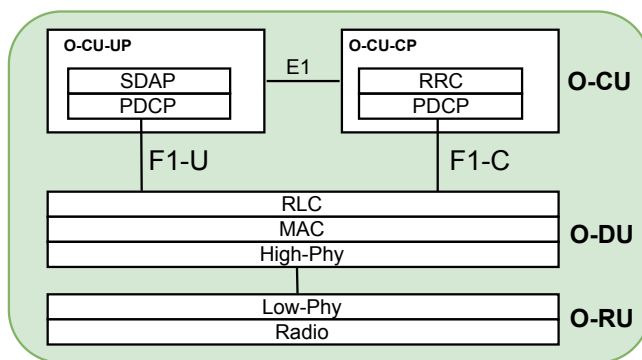 O-CU-UP
O-CU-CP
E1
O-CU
SDAP
PDCP
RRC
PDCP
F1-U
F1-C
RLC
MAC
High-Phy
O-DU
Low-Phy
Radio
O-RU